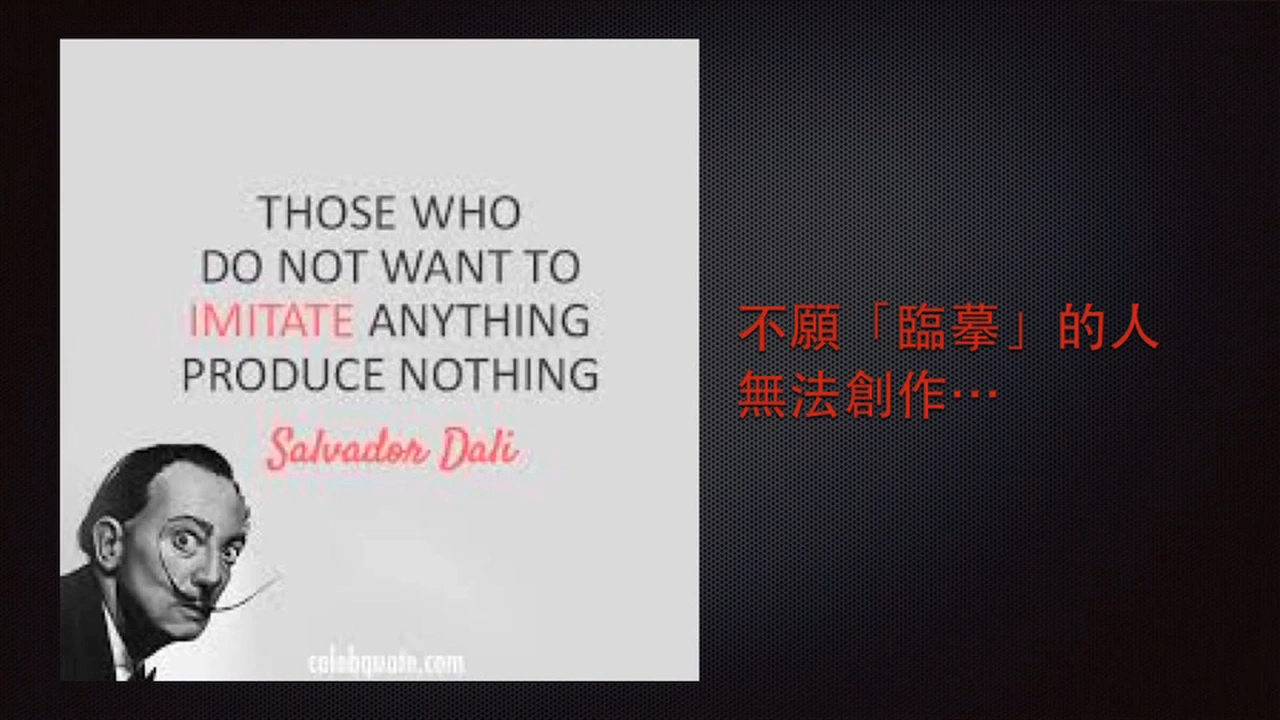 THOSE WHO
DO NOT WANT TO
IMITATE ANYTHING
PRODUCE NOTHING
Salvador Dali
celebquote.com
不願「臨摹」的人
無法創作…